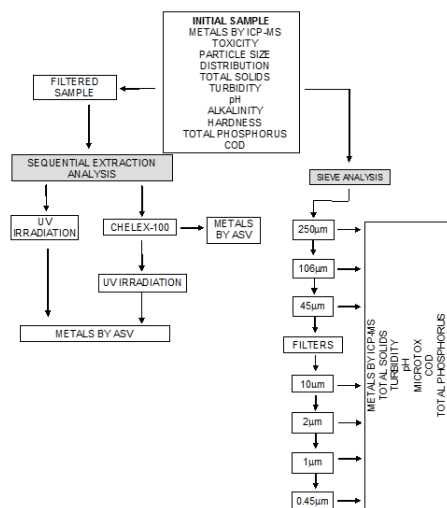 INITIAL SAMPLE
METALS BY ICP-MS
TOXICITY
PARTICLE SIZE
DISTRIBUTION
TOTAL SOLIDS
TURBIDITY
pH
ALKALINITY
HARDNESS
TOTAL PHOSPHORUS
COD
FILTERED
SAMPLE
SEQUENTIAL EXTRACTION
ANALYSIS
UV
IRRADIATION
CHELEX-100
METALS
BY ASV
UV IRRADIATION
METALS BY ASV
SIEVE ANALYSIS
250µm
106µm
45µm
FILTERS
10µm
2µm
1µm
0.45µm
METALS BY ICP-MS
TOTAL SOLIDS
TURBIDITY
pH
MICROTOX
COD
TOTAL PHOSPHORUS